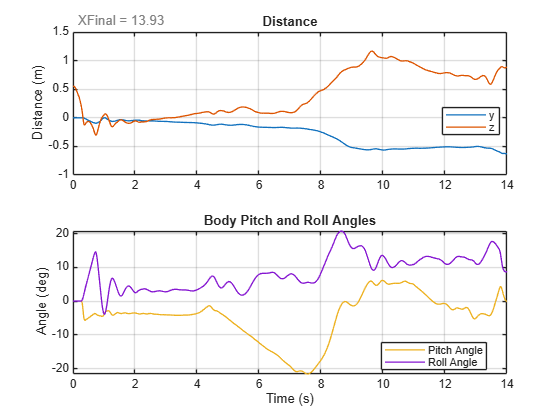 XFinal = 13.93
Distance
Distance (m)
1.5
1
0.5
0
-0.5
-1
y
z
0 2 4 6 8 10 12 14
Body Pitch and Roll Angles
Angle (deg)
20
10
0
-10
-20
Pitch Angle
Roll Angle
0 2 4 6 8 10 12 14
Time (s)